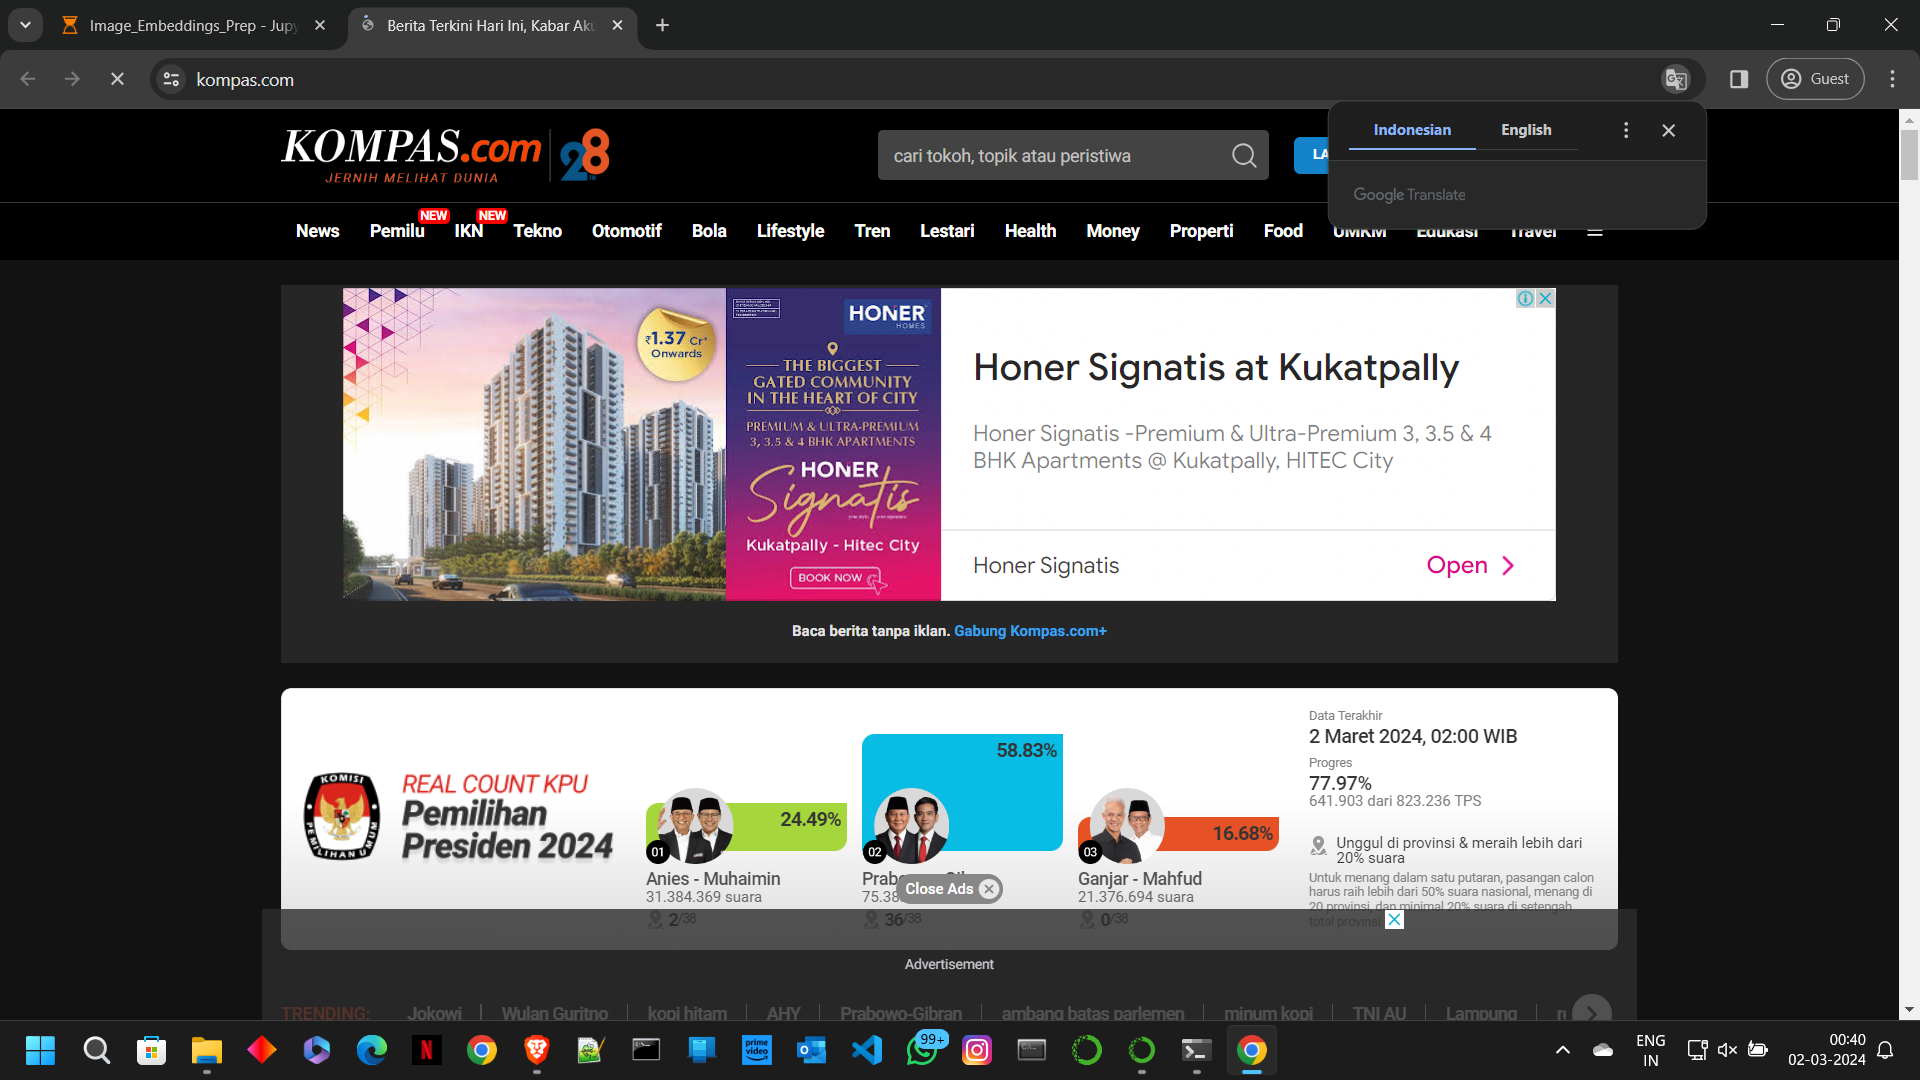 Image_Embeddings_Prep - Jupy
Berita Terkini Hari Ini, Kabar Aku
kompas.com
Guest
Indonesian
English
Google Translate
KOMPAS.com
JERNIH MELIHAT DUNIA
28
cari tokoh, topik atau peristiwa
LA
News
Pemilu
NEW
IKN
NEW
Tekno
Otomotif
Bola
Lifestyle
Tren
Lestari
Health
Money
Properti
Food
UMKM
Edukasi
Travel
₹1.37 Cr*
Onwards
HONER
HOMES
THE BIGGEST
GATED COMMUNITY
IN THE HEART OF CITY
PREMIUM & ULTRA-PREMIUM
3, 3.5 & 4 BHK APARTMENTS
HONER
Signatis
Kukatpally - Hitec City
BOOK NOW
Honer Signatis at Kukatpally
Honer Signatis -Premium & Ultra-Premium 3, 3.5 & 4
BHK Apartments @ Kukatpally, HITEC City
Honer Signatis
Open
Baca berita tanpa iklan. Gabung Kompas.com+
KOMISI
PEMILIHAN UMUM
REAL COUNT KPU
Pemilihan
Presiden 2024
24.49%
01
Anies - Muhaimin
31.384.369 suara
2/38
58.83%
02
Prabo
75.38
36/38
16.68%
03
Ganjar - Mahfud
21.376.694 suara
0/38
Data Terakhir
2 Maret 2024, 02:00 WIB
Progres
77.97%
641.903 dari 823.236 TPS
Unggul di provinsi & meraih lebih dari
20% suara
Untuk menang dalam satu putaran, pasangan calon
harus raih lebih dari 50% suara nasional, menang di
20 provinsi, dan minimal 20% suara di setengah
total provinsi
Close Ads
Advertisement
TRENDING:
Jokowi
Wulan Guritno
kopi hitam
AHY
Prabowo-Gibran
ambang batas parlemen
minum kopi
TNI AU
Lampung
prime
video
99+
ENG
IN
00:40
02-03-2024